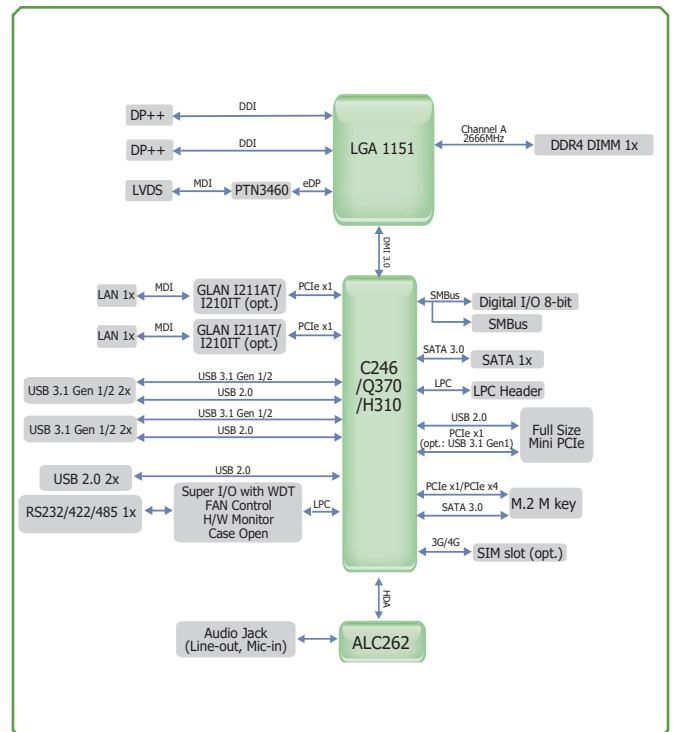 DP++
DDI
DP++
DDI
LVDS
MDI
PTN3460
eDP
LGA 1151
Channel A
2666MHz
DDR4 DIMM 1x
DMI 3.0
LAN 1x
MDI
GLAN I211AT/
I210IT (opt.)
PCIe x1
LAN 1x
MDI
GLAN I211AT/
I210IT (opt.)
PCIe x1
USB 3.1 Gen 1/2 2x
USB 3.1 Gen 1/2
USB 2.0
USB 3.1 Gen 1/2 2x
USB 3.1 Gen 1/2
USB 2.0
USB 2.0 2x
USB 2.0
RS232/422/485 1x
Super I/O with WDT
FAN Control
H/W Monitor
Case Open
LPC
C246
/Q370
/H310
SMBus
Digital I/O 8-bit
SMBus
SATA 3.0
SATA 1x
LPC
LPC Header
USB 2.0
PCIe x1
(opt.: USB 3.1 Gen1)
Full Size
Mini PCIe
PCIe x1/PCIe x4
SATA 3.0
M.2 M key
3G/4G
SIM slot (opt.)
HDA
Audio Jack
(Line-out, Mic-in)
ALC262